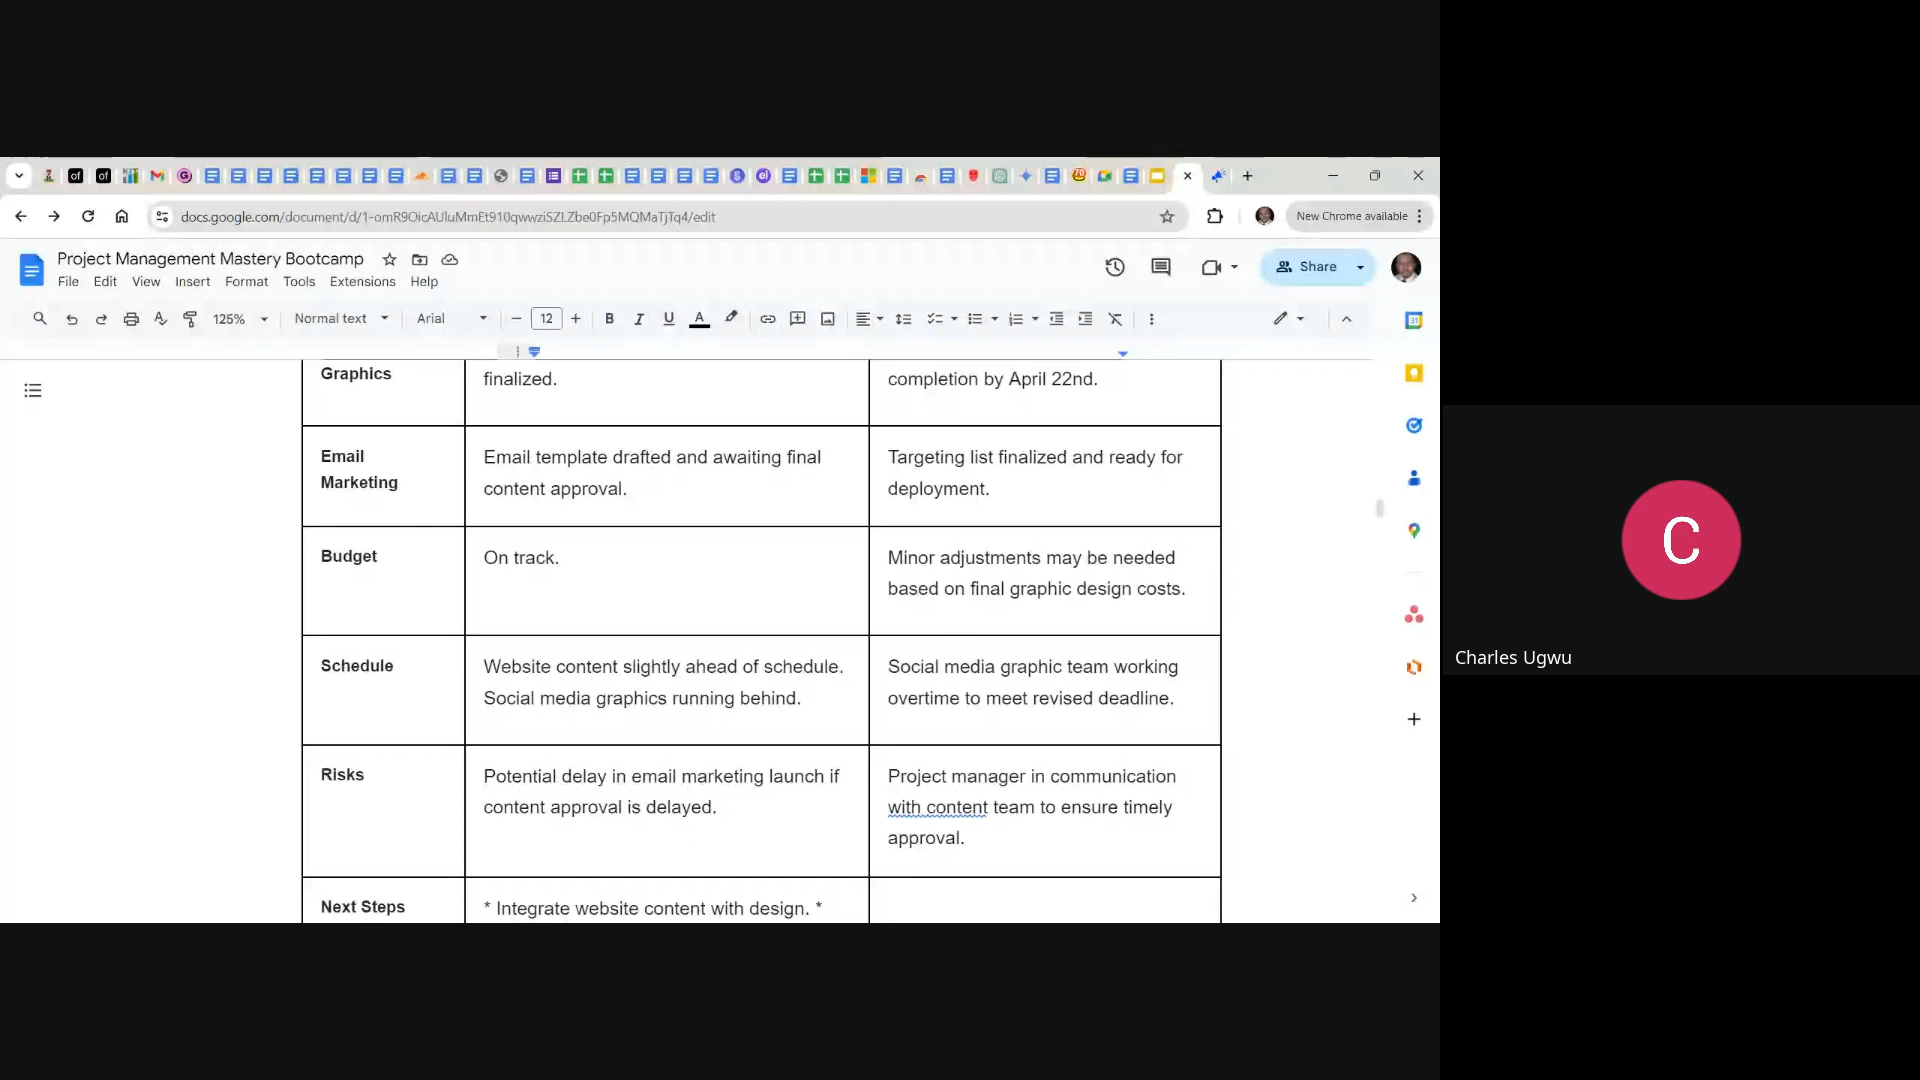 docs.google.com/document/d/1-omR9OicAUluMmEt910qwwziSZLZbe0Fp5MQMaTjTq4/edit
New Chrome available
Project Management Mastery Bootcamp
File Edit View Insert Format Tools Extensions Help
Share
125% Normal text Arial 12
Graphics
finalized.
completion by April 22nd.
Email
Marketing
Email template drafted and awaiting final
content approval.
Targeting list finalized and ready for
deployment.
Budget
On track.
Minor adjustments may be needed
based on final graphic design costs.
Schedule
Website content slightly ahead of schedule.
Social media graphics running behind.
Social media graphic team working
overtime to meet revised deadline.
Risks
Potential delay in email marketing launch if
content approval is delayed.
Project manager in communication
with content team to ensure timely
approval.
Next Steps
* Integrate website content with design. *
C
Charles Ugwu